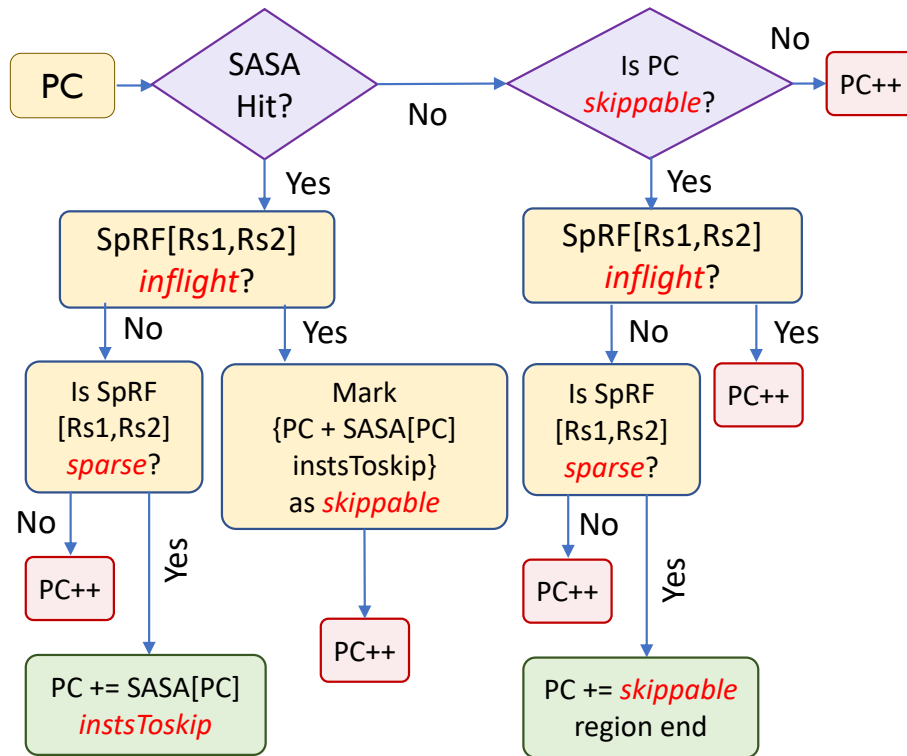 PC
SASA
Hit?
No
Is PC
skippable?
No
PC++
Yes
Yes
SpRF[Rs1,Rs2]
inflight?
SpRF[Rs1,Rs2]
inflight?
No
Yes
No
Yes
Is SpRF
[Rs1,Rs2]
sparse?
Mark
{PC + SASA[PC]
instsToskip}
as skippable
Is SpRF
[Rs1,Rs2]
sparse?
PC++
No
Yes
No
Yes
PC++
PC++
PC++
PC += SASA[PC]
instsToskip
PC += skippable
region end